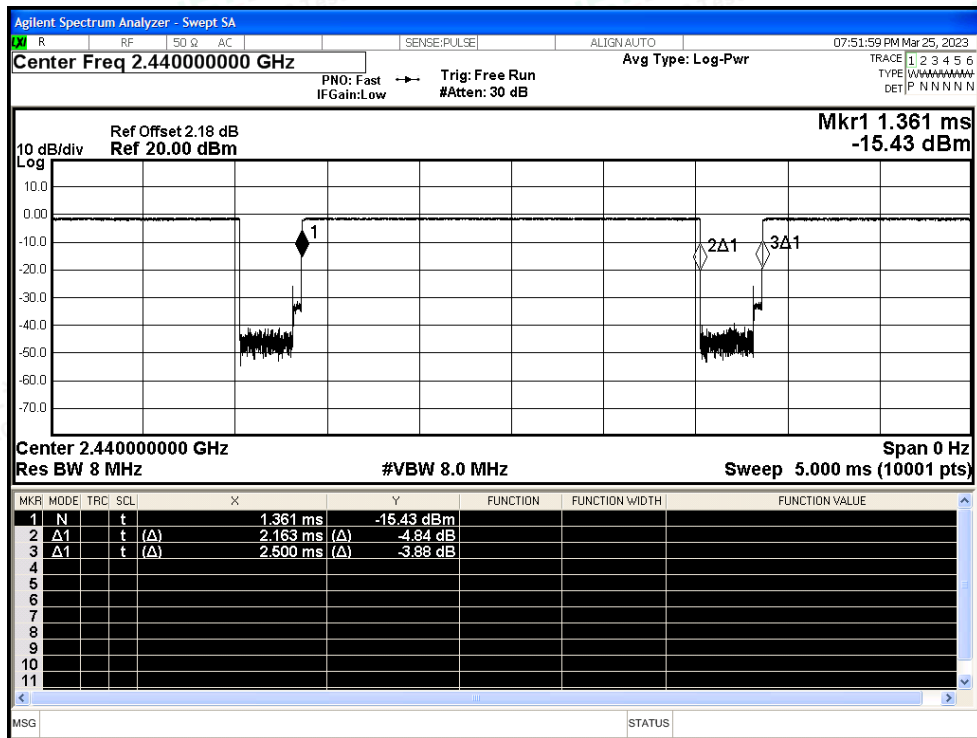 Agilent Spectrum Analyzer - Swept SA
LXI R RF 50 Ω AC SENSE:PULSE ALIGN AUTO 07:51:59 PM Mar 25, 2023
Center Freq 2.440000000 GHz
Avg Type: Log-Pwr
TRACE 1 2 3 4 5 6
PNO: Fast Trig: Free Run
TYPE
IFGain:Low #Atten: 30 dB
DET P N N N N N
Mkr1 1.361 ms
Ref Offset 2.18 dB
10 dB/div Ref 20.00 dBm
-15.43 dBm
Log
10.0
0.00
1
-10.0
2Δ1 3Δ1
-20.0
-30.0
-40.0
-50.0
-60.0
-70.0
Center 2.440000000 GHz Span 0 Hz
Res BW 8 MHz #VBW 8.0 MHz Sweep 5.000 ms (10001 pts)
MKR MODE TRC SCL X Y FUNCTION FUNCTION WIDTH FUNCTION VALUE
1 N t 1.361 ms -15.43 dBm
2 Δ1 t (Δ) 2.163 ms (Δ) -4.84 dB
3 Δ1 t (Δ) 2.500 ms (Δ) -3.88 dB
4
5
6
7
8
9
10
11
MSG STATUS